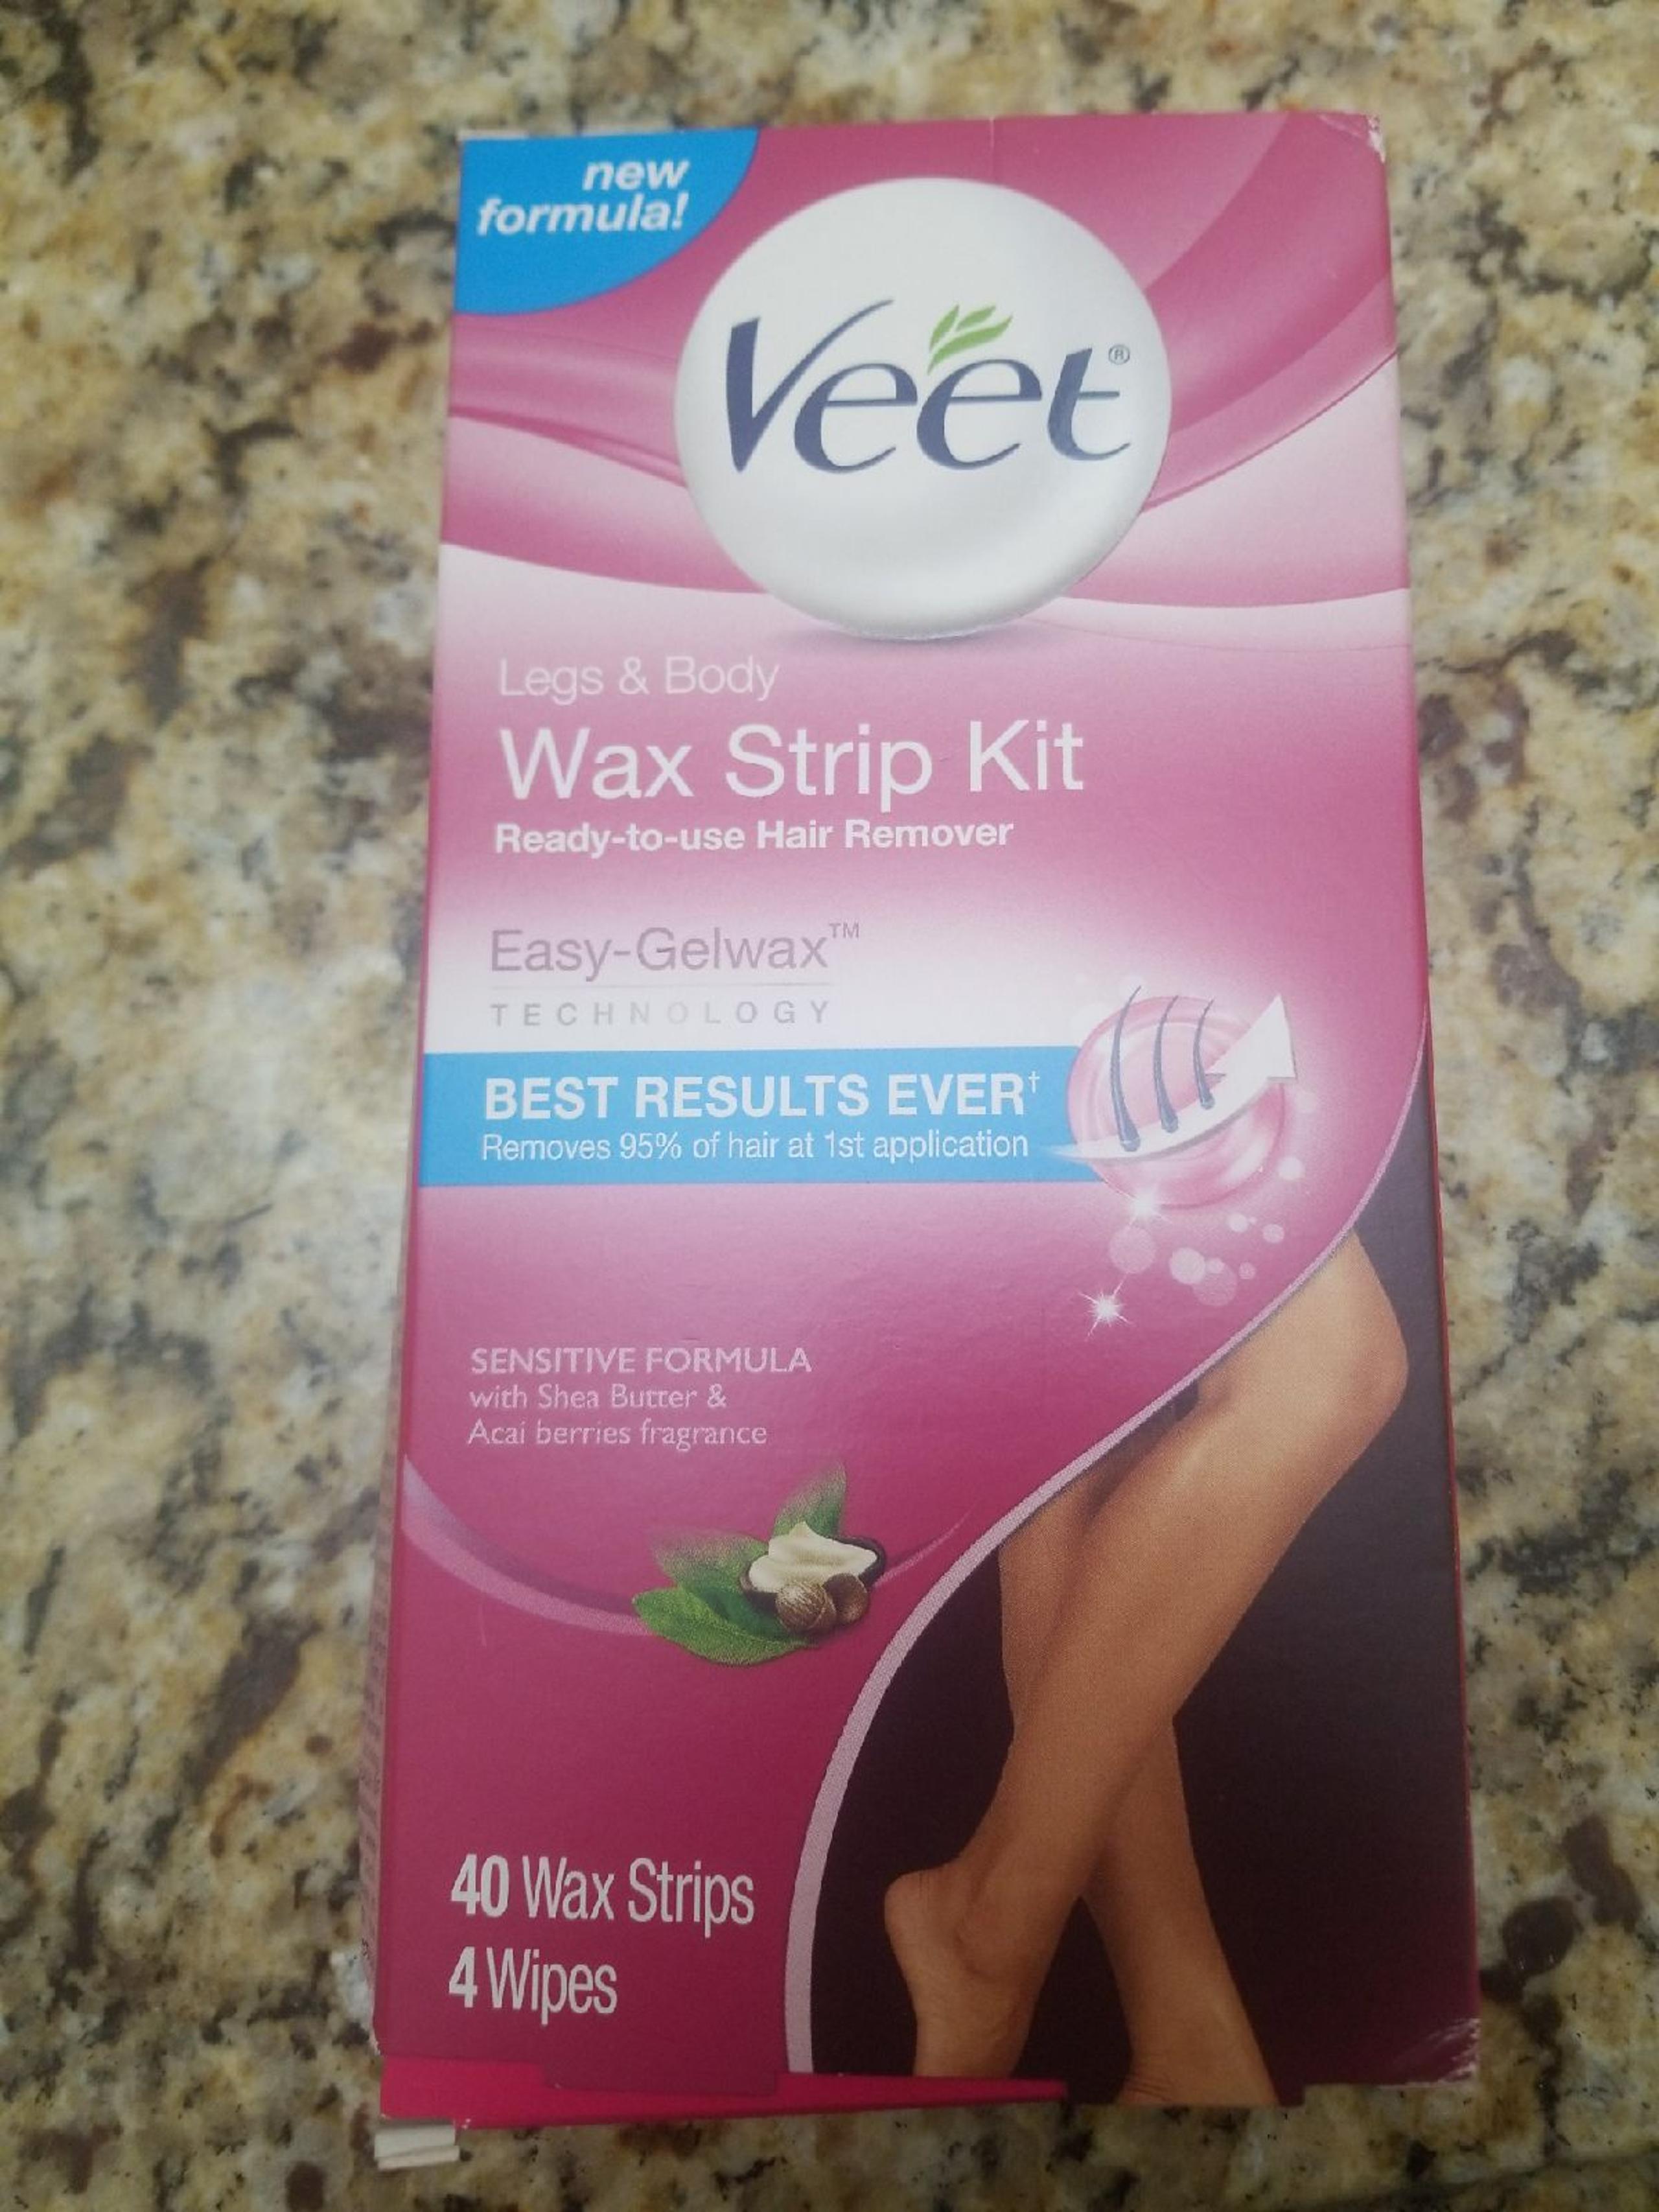 new
formula!
Veet®
Legs & Body
Wax Strip Kit
Ready-to-use Hair Remover
Easy-Gelwax™
TECHNOLOGY
BEST RESULTS EVER†
Removes 95% of hair at 1st application
SENSITIVE FORMULA
with Shea Butter &
Acai berries fragrance
40 Wax Strips
4 Wipes